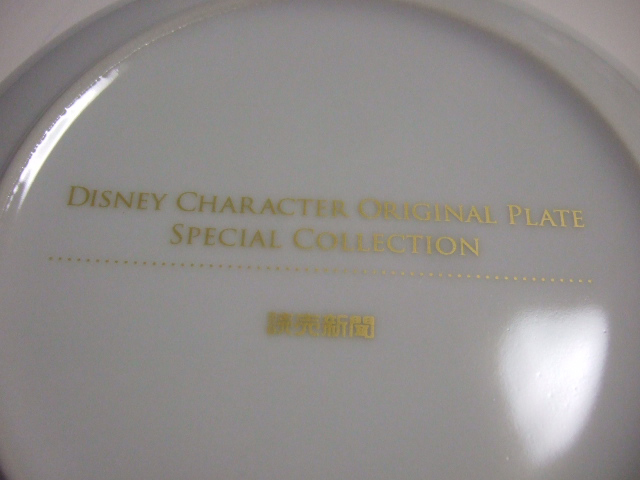 DISNEY CHARACTER ORIGINAL PLATE
SPECIAL COLLECTION
読売新聞